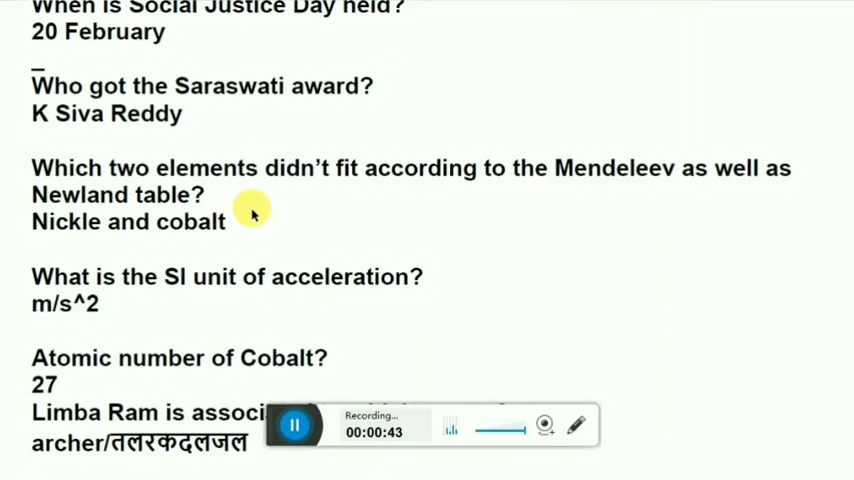 When is Social Justice Day held?
20 February
_
Who got the Saraswati award?
K Siva Reddy
Which two elements didn't fit according to the Mendeleev as well as
Newland table?
Nickle and cobalt
What is the SI unit of acceleration?
m/s^2
Atomic number of Cobalt?
27
Limba Ram is
archer/तलरकदलजल
Recording...
00:00:43